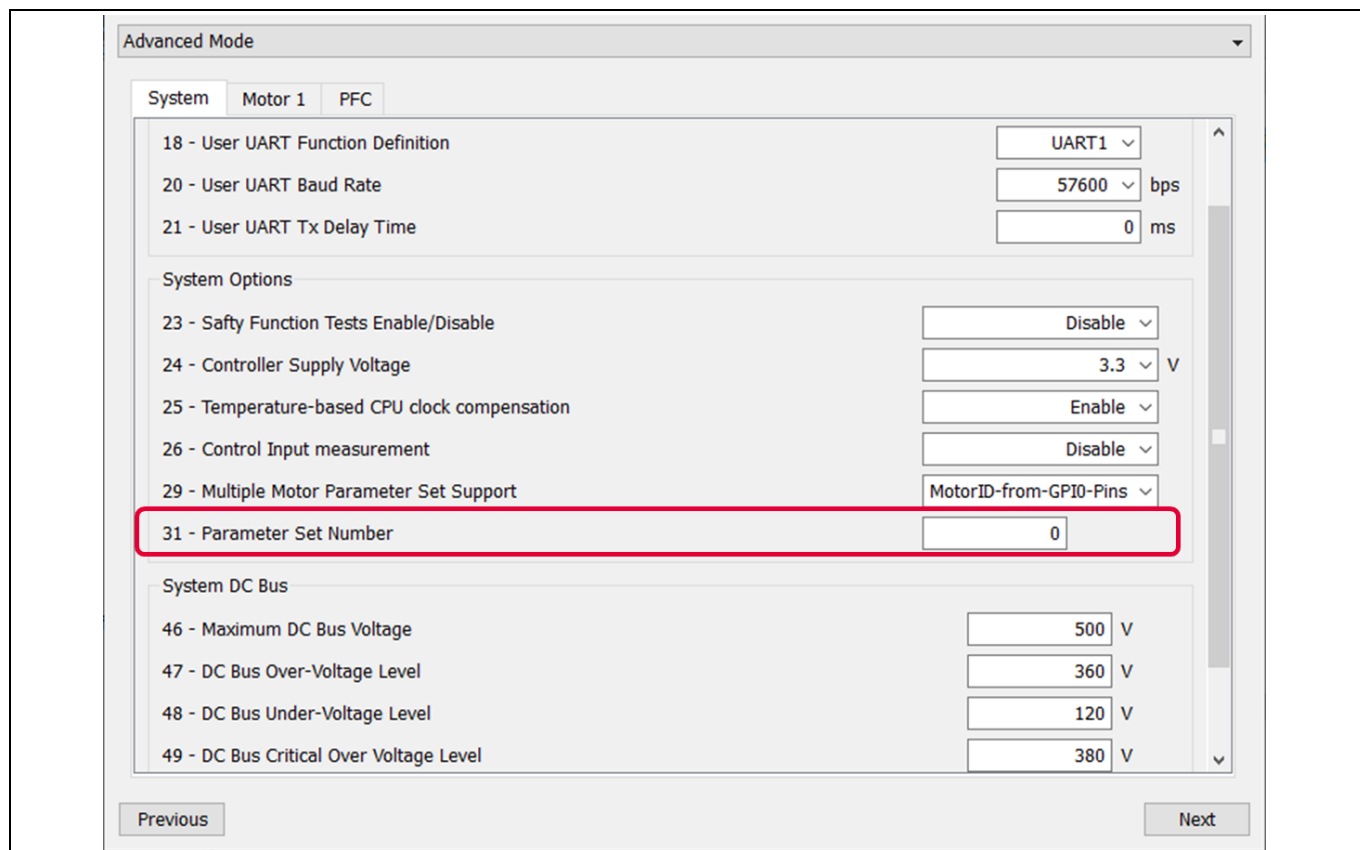 Advanced Mode
System Motor 1 PFC
18 - User UART Function Definition UART1
20 - User UART Baud Rate 57600 bps
21 - User UART Tx Delay Time 0 ms
System Options
23 - Safty Function Tests Enable/Disable Disable
24 - Controller Supply Voltage 3.3 V
25 - Temperature-based CPU clock compensation Enable
26 - Control Input measurement Disable
29 - Multiple Motor Parameter Set Support MotorID-from-GPI0-Pins
31 - Parameter Set Number 0
System DC Bus
46 - Maximum DC Bus Voltage 500 V
47 - DC Bus Over-Voltage Level 360 V
48 - DC Bus Under-Voltage Level 120 V
49 - DC Bus Critical Over Voltage Level 380 V
Previous Next